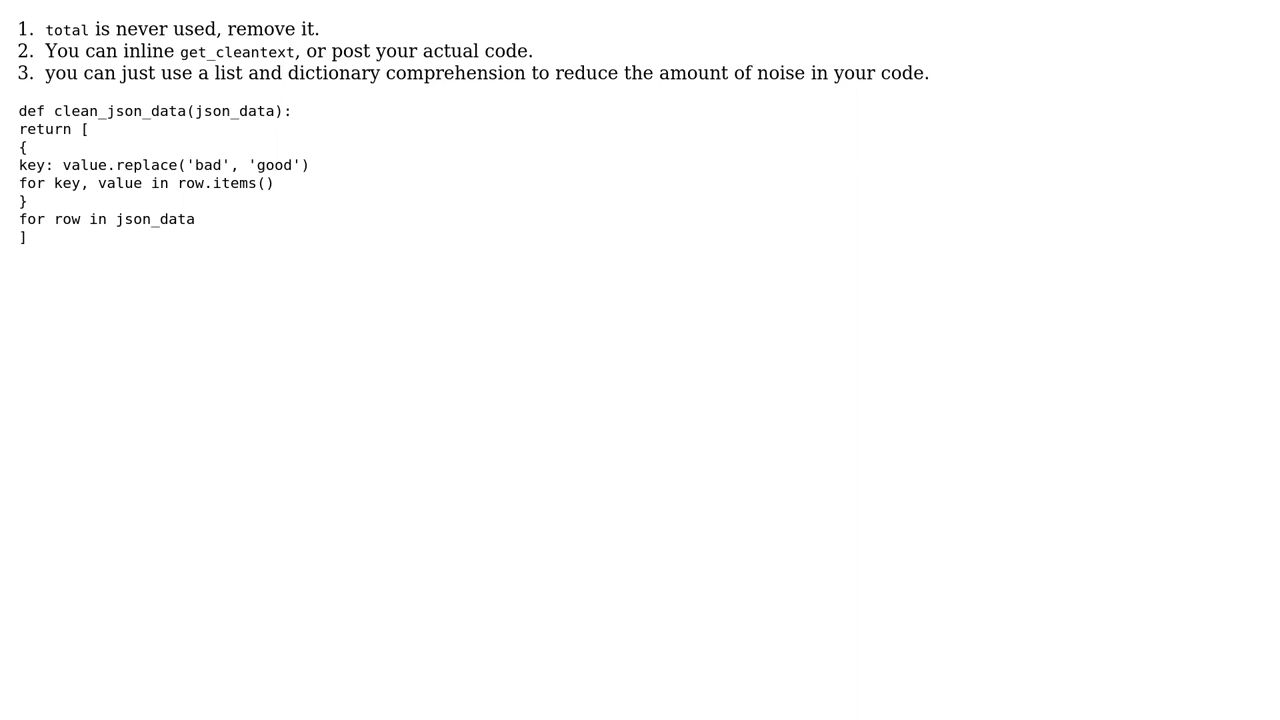 1. total is never used, remove it.
2. You can inline get_cleantext, or post your actual code.
3. you can just use a list and dictionary comprehension to reduce the amount of noise in your code.
def clean_json_data(json_data):
return [
{
key: value.replace('bad', 'good')
for key, value in row.items()
}
for row in json_data
]